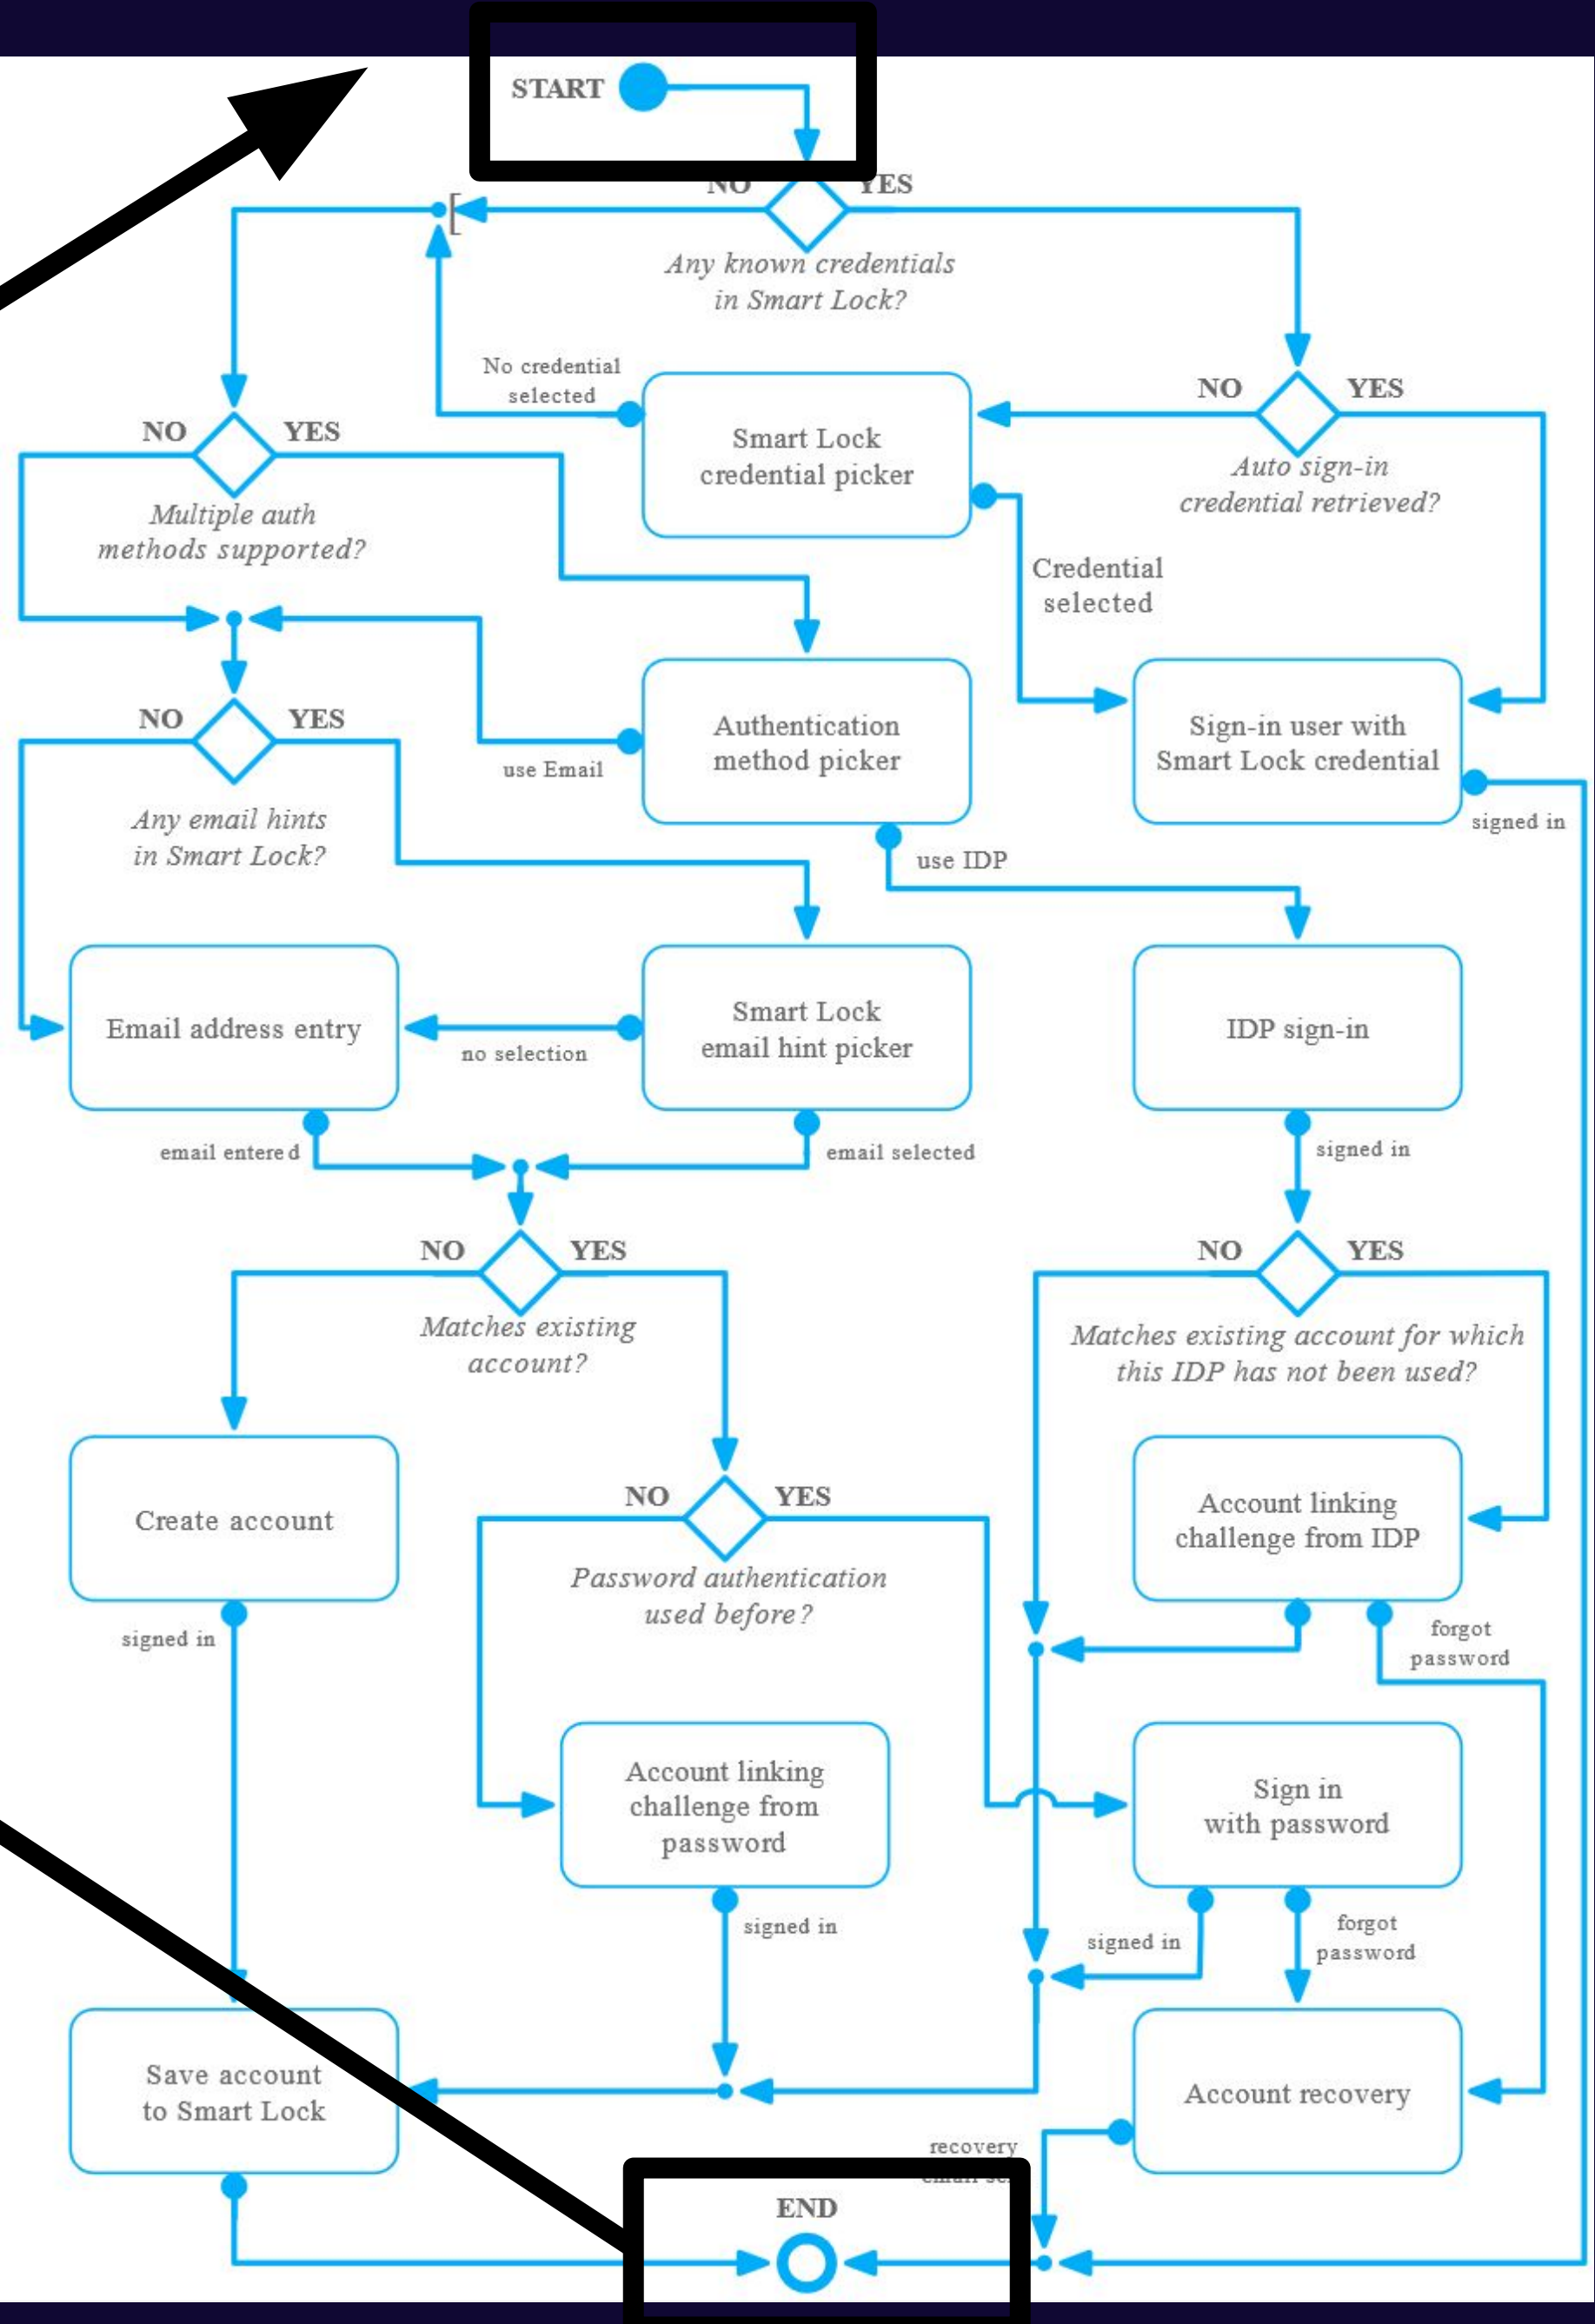 START
NO
YES
Any known credentials
in Smart Lock?
No credential
selected
Smart Lock
credential picker
NO
YES
Auto sign-in
credential retrieved?
NO
YES
Multiple auth
methods supported?
Credential
selected
Authentication
method picker
use Email
Sign-in user with
Smart Lock credential
signed in
NO
YES
Any email hints
in Smart Lock?
use IDP
Email address entry
no selection
Smart Lock
email hint picker
IDP sign-in
email entered
email selected
signed in
NO
YES
Matches existing
account?
NO
YES
Matches existing account for which
this IDP has not been used?
Create account
signed in
NO
YES
Password authentication
used before?
Account linking
challenge from IDP
forgot
password
Account linking
challenge from
password
signed in
Sign in
with password
signed in
forgot
password
Save account
to Smart Lock
Account recovery
recovery
END